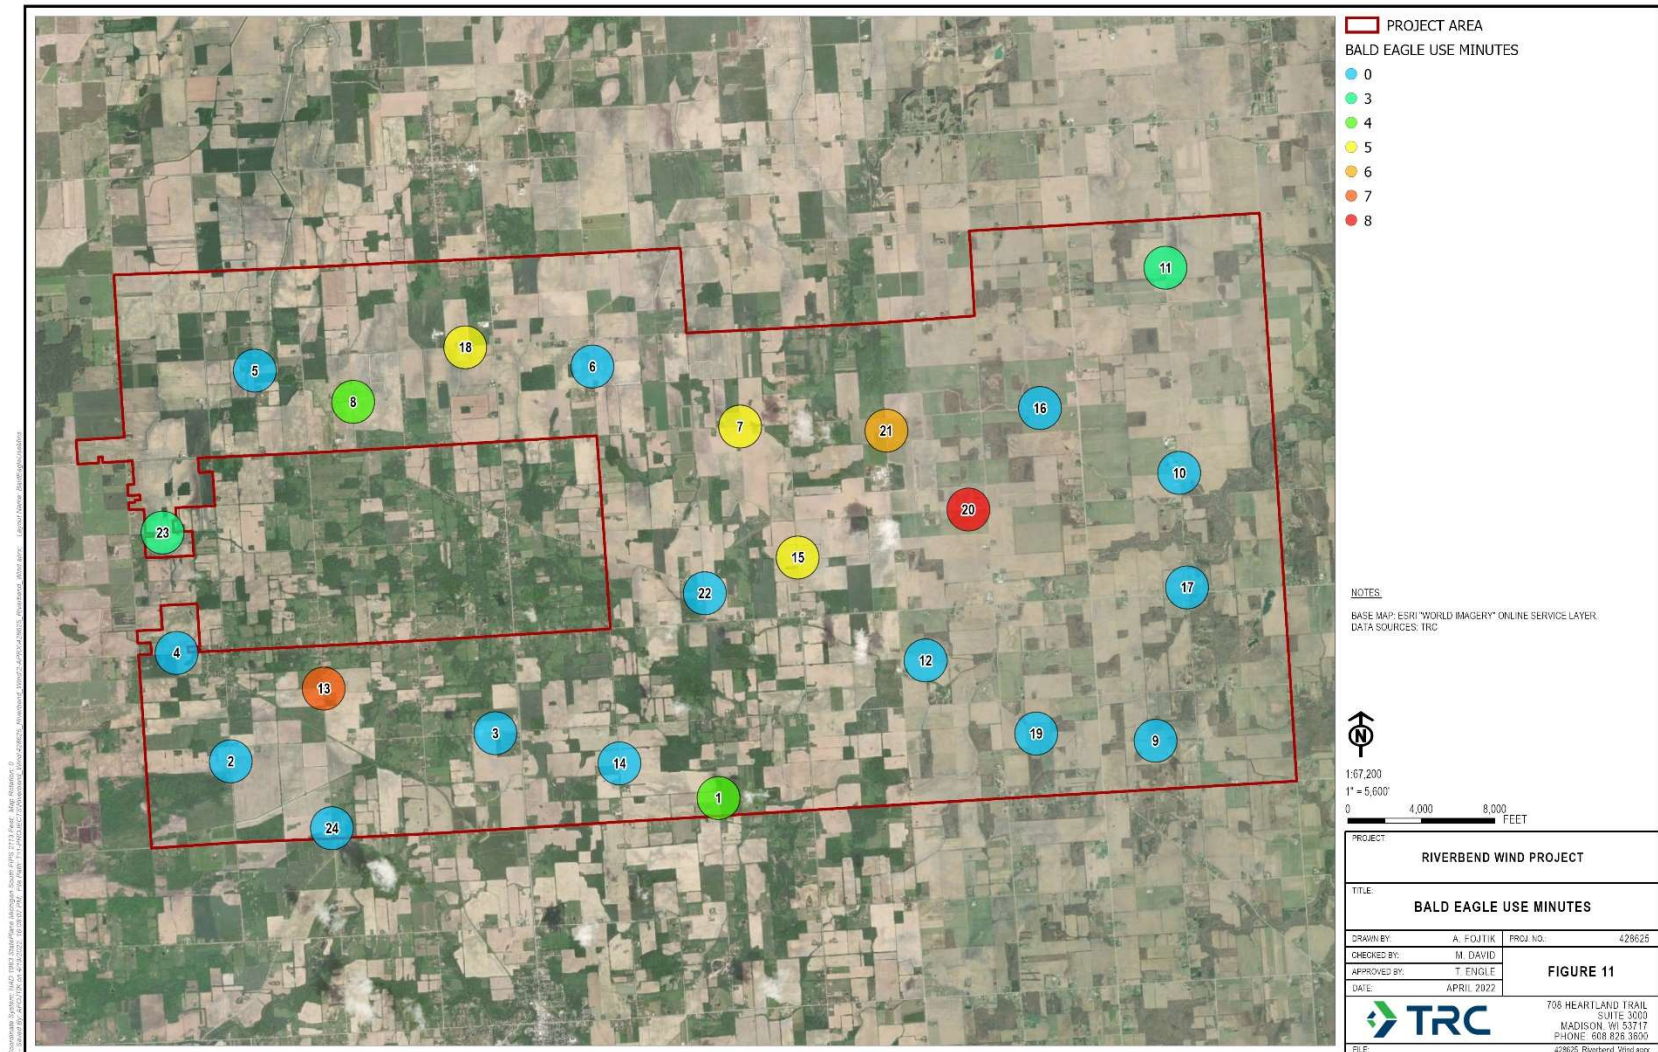 PROJECT AREA
BALD EAGLE USE MINUTES
0
3
4
5
6
7
8
11
18
6
5
8
16
7
21
10
20
23
15
17
22
4
12
13
3
19
9
2
14
1
24
NOTES:
BASE MAP: ESRI "WORLD IMAGERY" ONLINE SERVICE LAYER.
DATA SOURCES: TRC
N
1:67,200
1" = 5,600'
0 4,000 8,000
FEET
PROJECT:
RIVERBEND WIND PROJECT
TITLE:
BALD EAGLE USE MINUTES
DRAWN BY: A. FOJTIK PROJ. NO.: 428625
CHECKED BY: M. DAVID
APPROVED BY: T. ENGLE
DATE: APRIL 2022
FIGURE 11
TRC
708 HEARTLAND TRAIL
SUITE 3000
MADISON, WI 53717
PHONE: 608.826.3600
FILE: